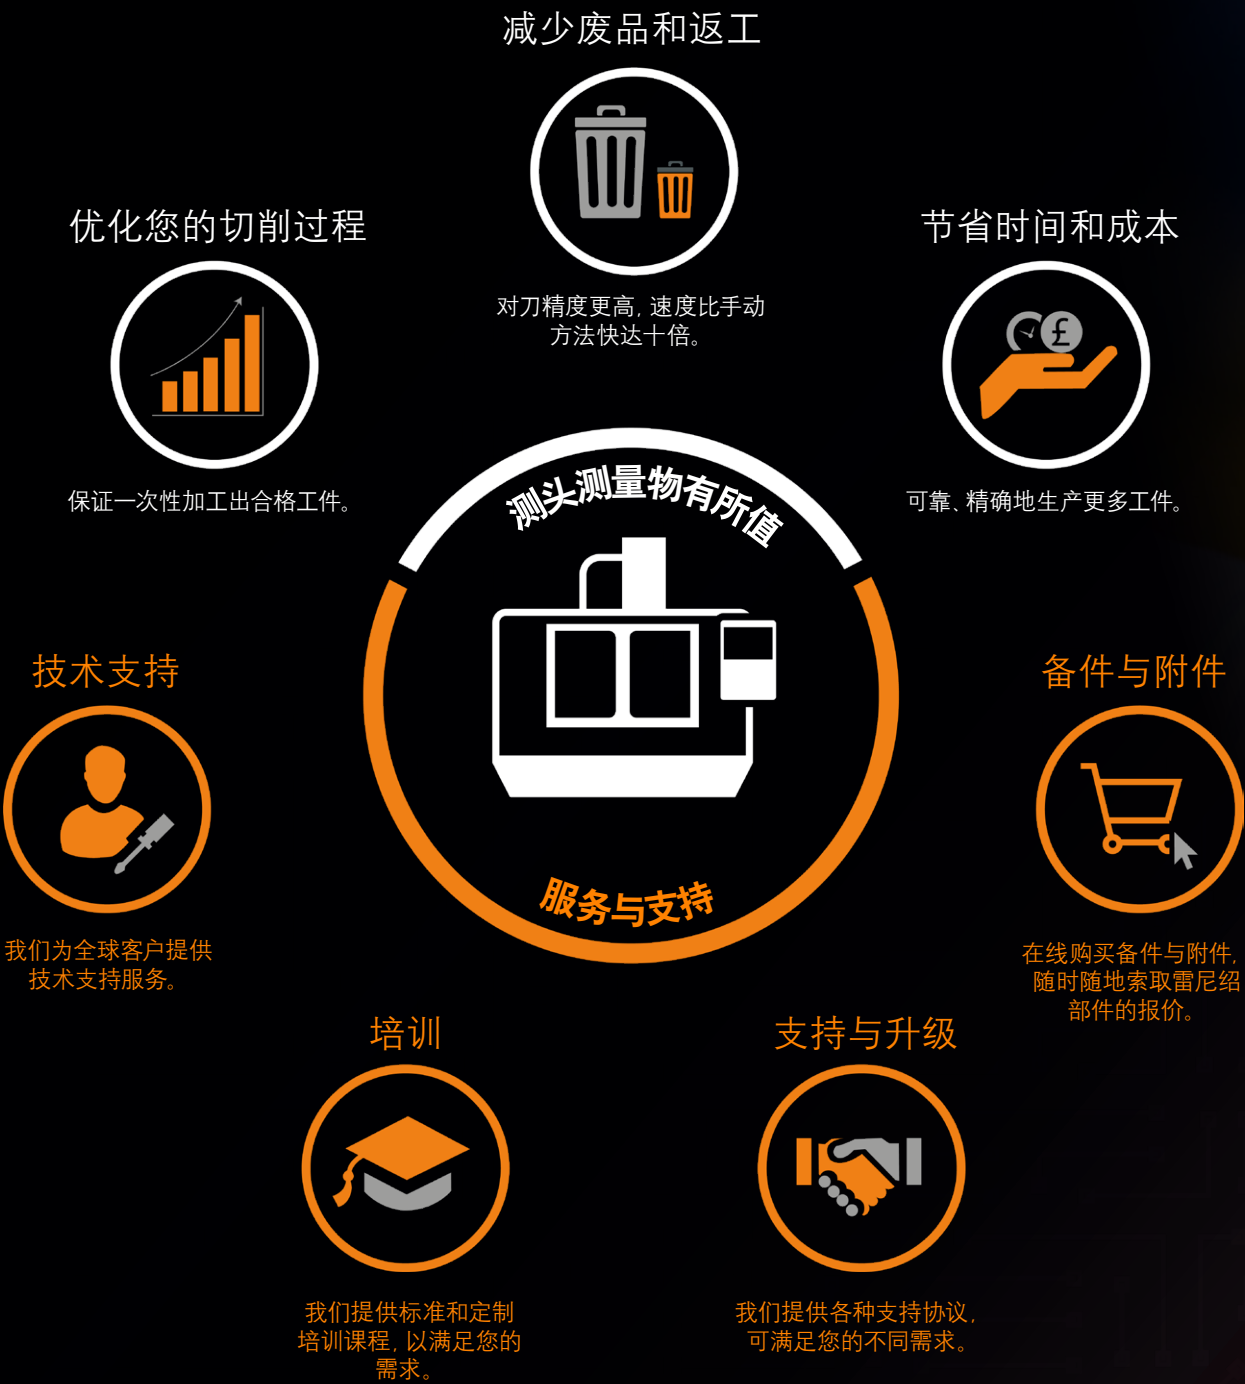 减少废品和返工
对刀精度更高, 速度比手动
方法快达十倍。
优化您的切削过程
保证一次性加工出合格工件。
节省时间和成本
£
可靠、精确地生产更多工件。
测头测量物有所值
服务与支持
技术支持
我们为全球客户提供
技术支持服务。
备件与附件
在线购买备件与附件,
随时随地索取雷尼绍
部件的报价。
培训
我们提供标准和定制
培训课程, 以满足您的
需求。
支持与升级
我们提供各种支持协议,
可满足您的不同需求。